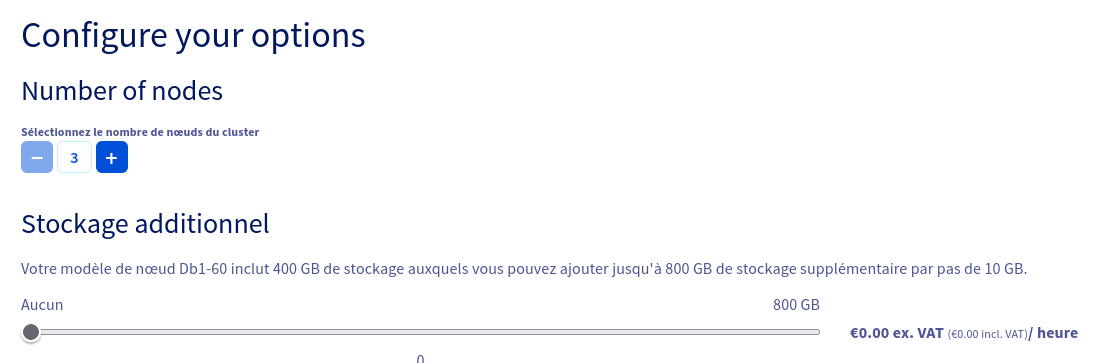 Configure your options
Number of nodes
Sélectionnez le nombre de nœuds du cluster
− 3 +
Stockage additionnel
Votre modèle de nœud Db1-60 inclut 400 GB de stockage auxquels vous pouvez ajouter jusqu'à 800 GB de stockage supplémentaire par pas de 10 GB.
Aucun 800 GB
€0.00 ex. VAT (€0.00 incl. VAT)/ heure
0